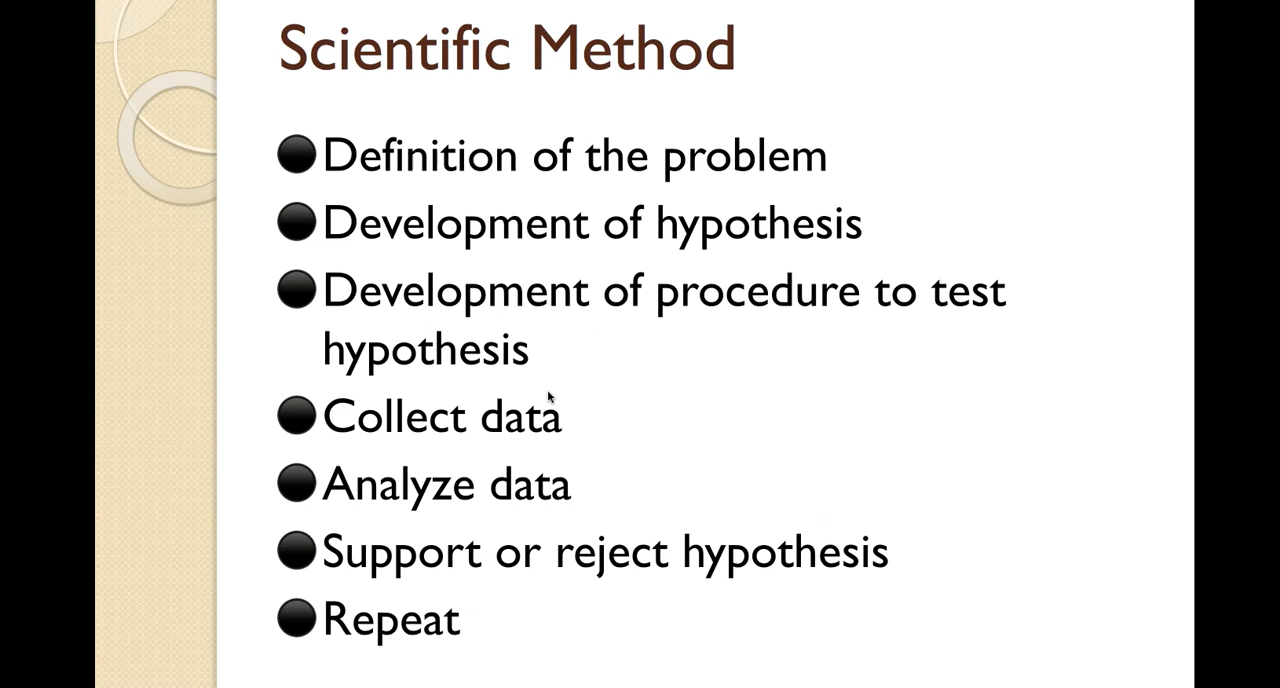 Scientific Method
Definition of the problem
Development of hypothesis
Development of procedure to test
hypothesis
Collect data
Analyze data
Support or reject hypothesis
Repeat